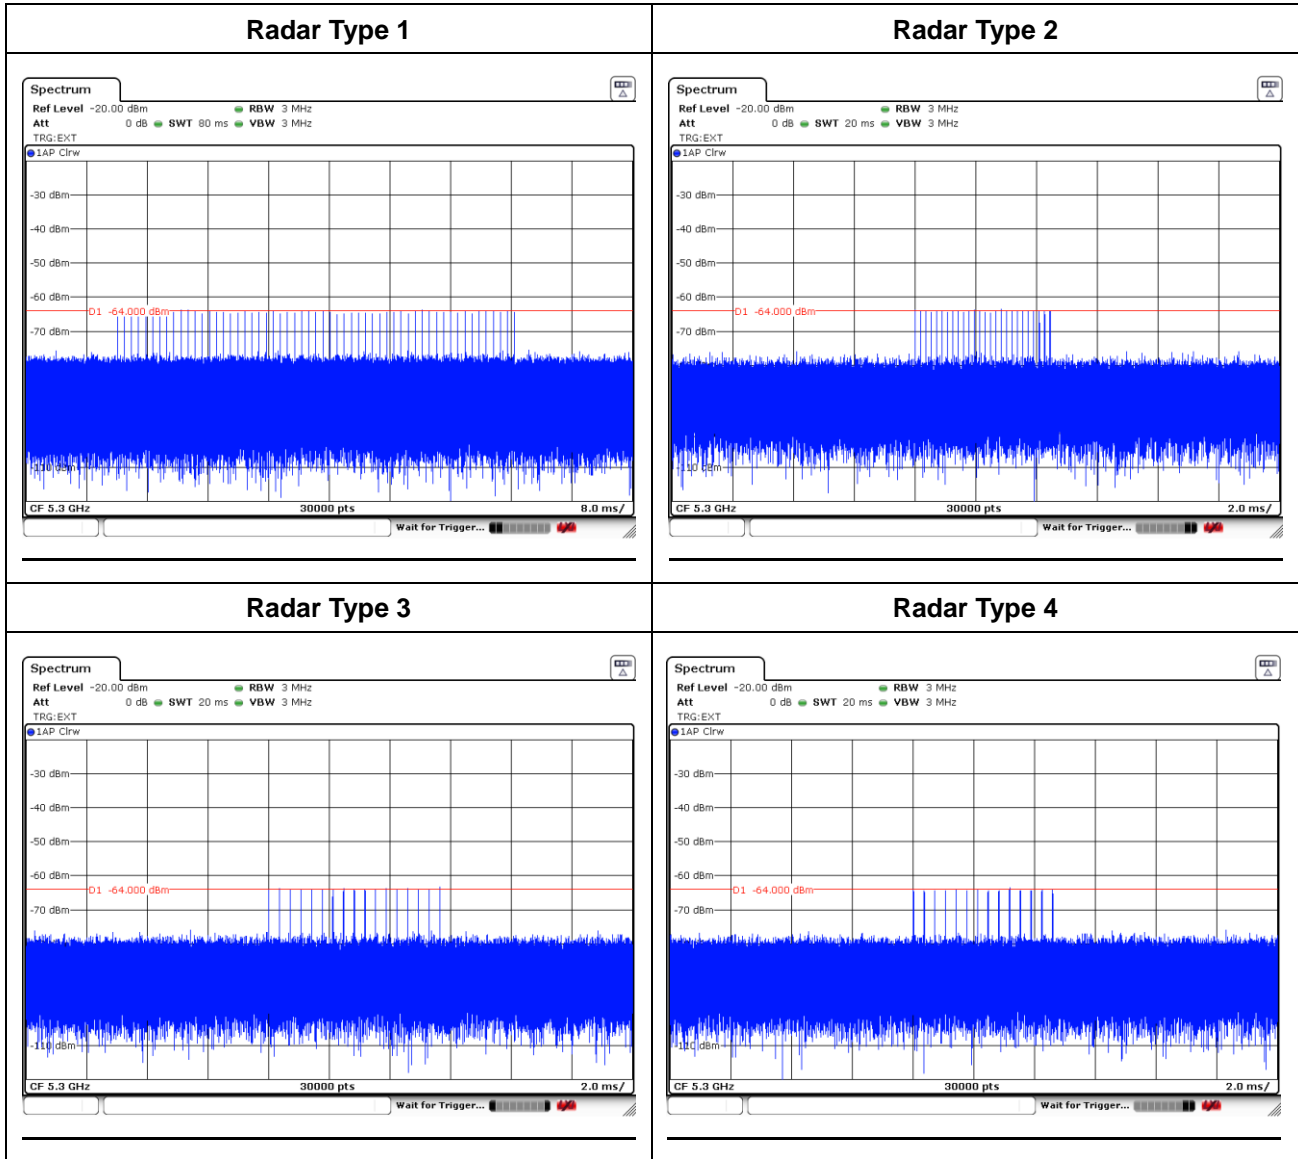 Radar Type 1
Radar Type 2
Spectrum
Ref Level -20.00 dBm RBW 3 MHz
Att 0 dB SWT 80 ms VBW 3 MHz
TRG:EXT
1AP Clrw
-30 dBm
-40 dBm
-50 dBm
-60 dBm
D1 -64.000 dBm
-70 dBm
-110 dBm
CF 5.3 GHz 30000 pts 8.0 ms/
Wait for Trigger...
Spectrum
Ref Level -20.00 dBm RBW 3 MHz
Att 0 dB SWT 20 ms VBW 3 MHz
TRG:EXT
1AP Clrw
-30 dBm
-40 dBm
-50 dBm
-60 dBm
D1 -64.000 dBm
-70 dBm
-110 dBm
CF 5.3 GHz 30000 pts 2.0 ms/
Wait for Trigger...
Radar Type 3
Radar Type 4
Spectrum
Ref Level -20.00 dBm RBW 3 MHz
Att 0 dB SWT 20 ms VBW 3 MHz
TRG:EXT
1AP Clrw
-30 dBm
-40 dBm
-50 dBm
-60 dBm
D1 -64.000 dBm
-70 dBm
-110 dBm
CF 5.3 GHz 30000 pts 2.0 ms/
Wait for Trigger...
Spectrum
Ref Level -20.00 dBm RBW 3 MHz
Att 0 dB SWT 20 ms VBW 3 MHz
TRG:EXT
1AP Clrw
-30 dBm
-40 dBm
-50 dBm
-60 dBm
D1 -64.000 dBm
-70 dBm
-110 dBm
CF 5.3 GHz 30000 pts 2.0 ms/
Wait for Trigger...